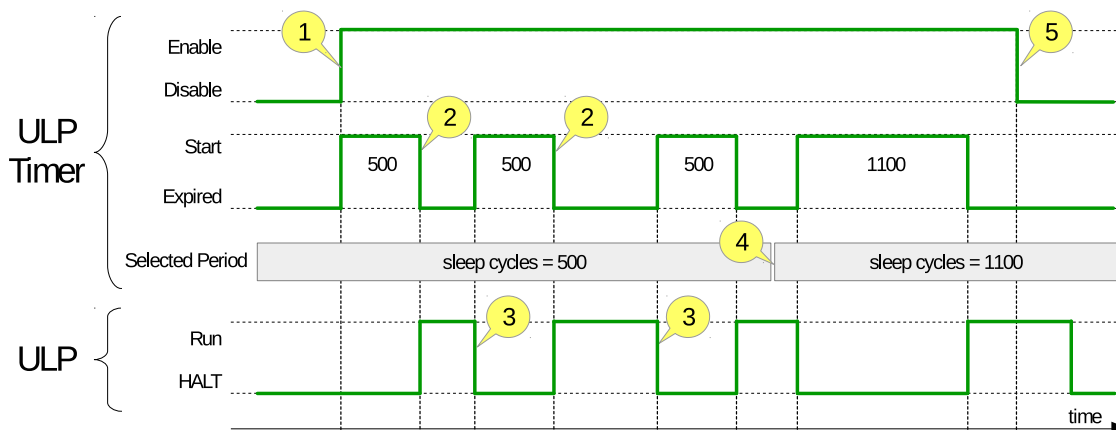 1
5
Enable
Disable
2
2
ULP
Timer
Start
500
500
500
1100
Expired
4
Selected Period
sleep cycles = 500
sleep cycles = 1100
3
3
ULP
Run
HALT
time